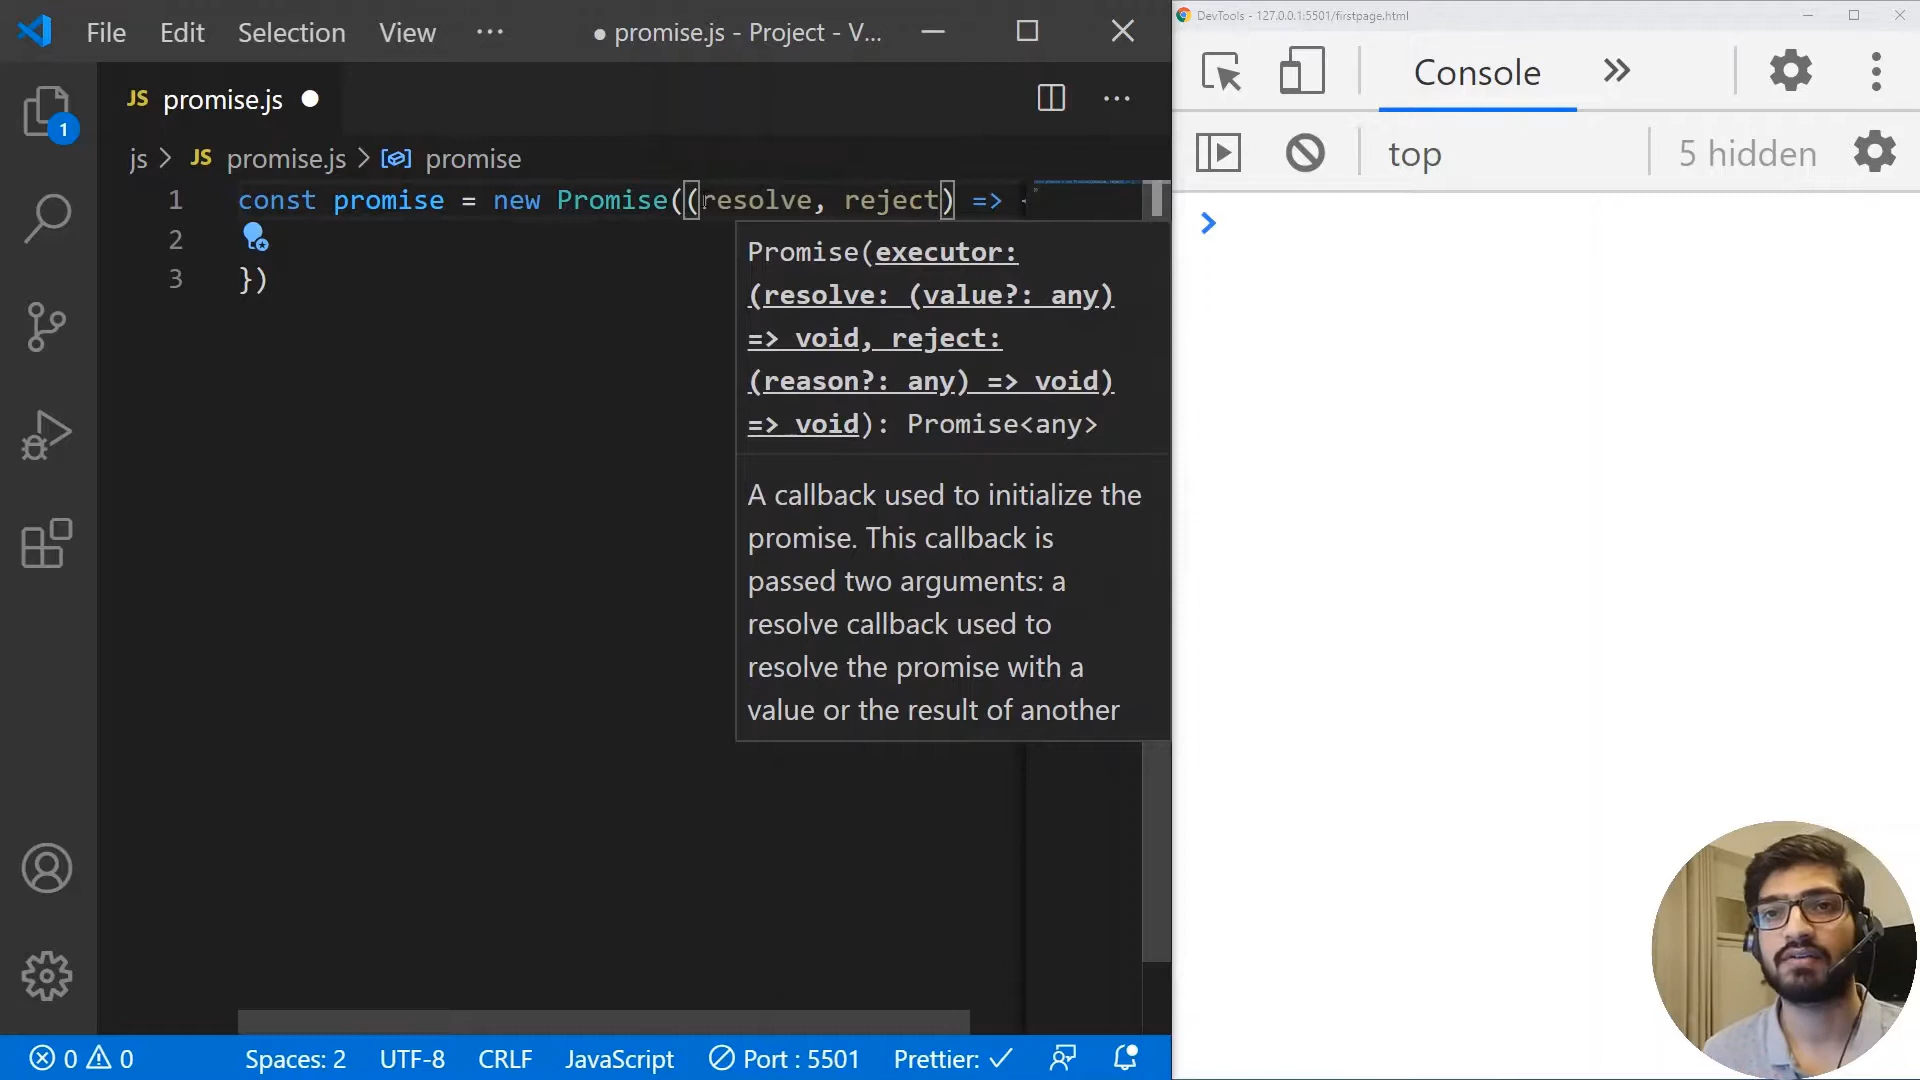 File Edit Selection View ··· ● promise.js - Project - V...
JS promise.js ●
js > JS promise.js > promise
1 const promise = new Promise((resolve, reject) => {
2
3 })
Promise(executor:
(resolve: (value?: any)
=> void, reject:
(reason?: any) => void)
=> void): Promise<any>
A callback used to initialize the
promise. This callback is
passed two arguments: a
resolve callback used to
resolve the promise with a
value or the result of another
1
0 0 Spaces: 2 UTF-8 CRLF JavaScript Port : 5501 Prettier: ✓
DevTools - 127.0.0.1:5501/firstpage.html
Console
top 5 hidden